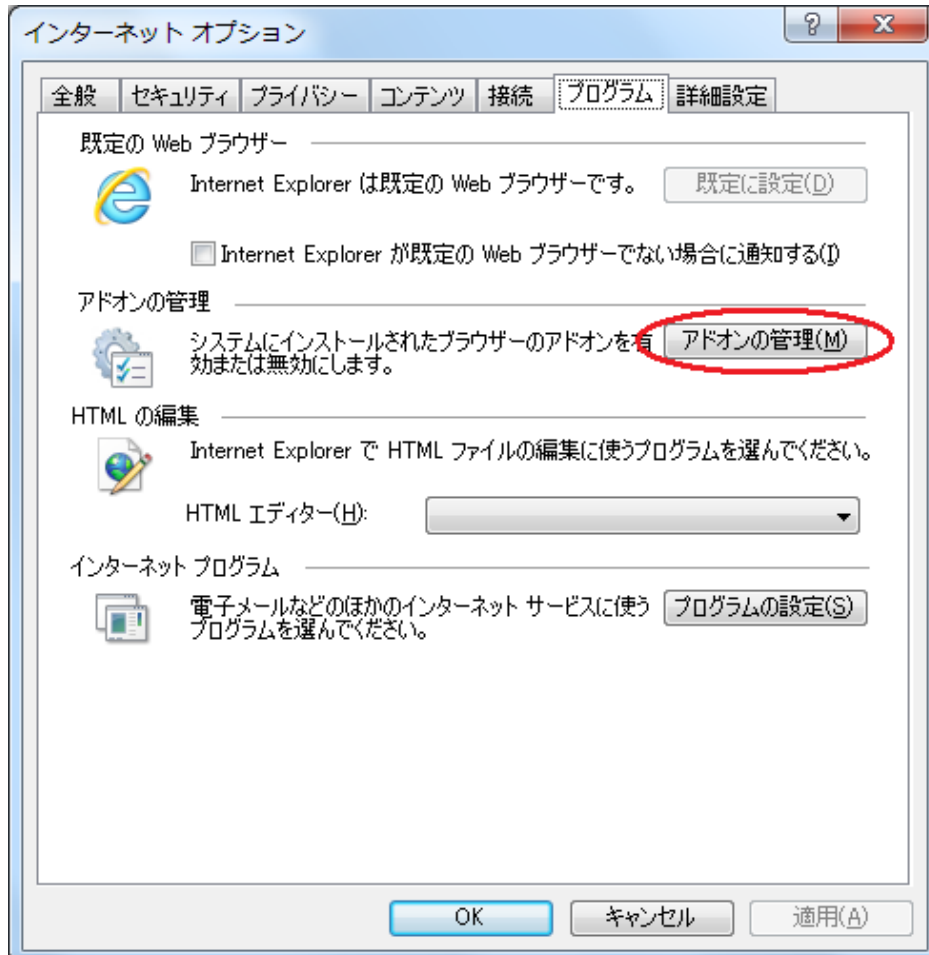 インターネット オプション
全般 セキュリティ プライバシー コンテンツ 接続 プログラム 詳細設定
既定の Web ブラウザー
Internet Explorer は既定の Web ブラウザーです。 既定に設定(D)
Internet Explorer が既定の Web ブラウザーでない場合に通知する(I)
アドオンの管理
システムにインストールされたブラウザーのアドオンを有 アドオンの管理(M)
効または無効にします。
HTML の編集
Internet Explorer で HTML ファイルの編集に使うプログラムを選んでください。
HTML エディター(H):
インターネット プログラム
電子メールなどのほかのインターネット サービスに使う プログラムの設定(S)
プログラムを選んでください。
OK キャンセル 適用(A)